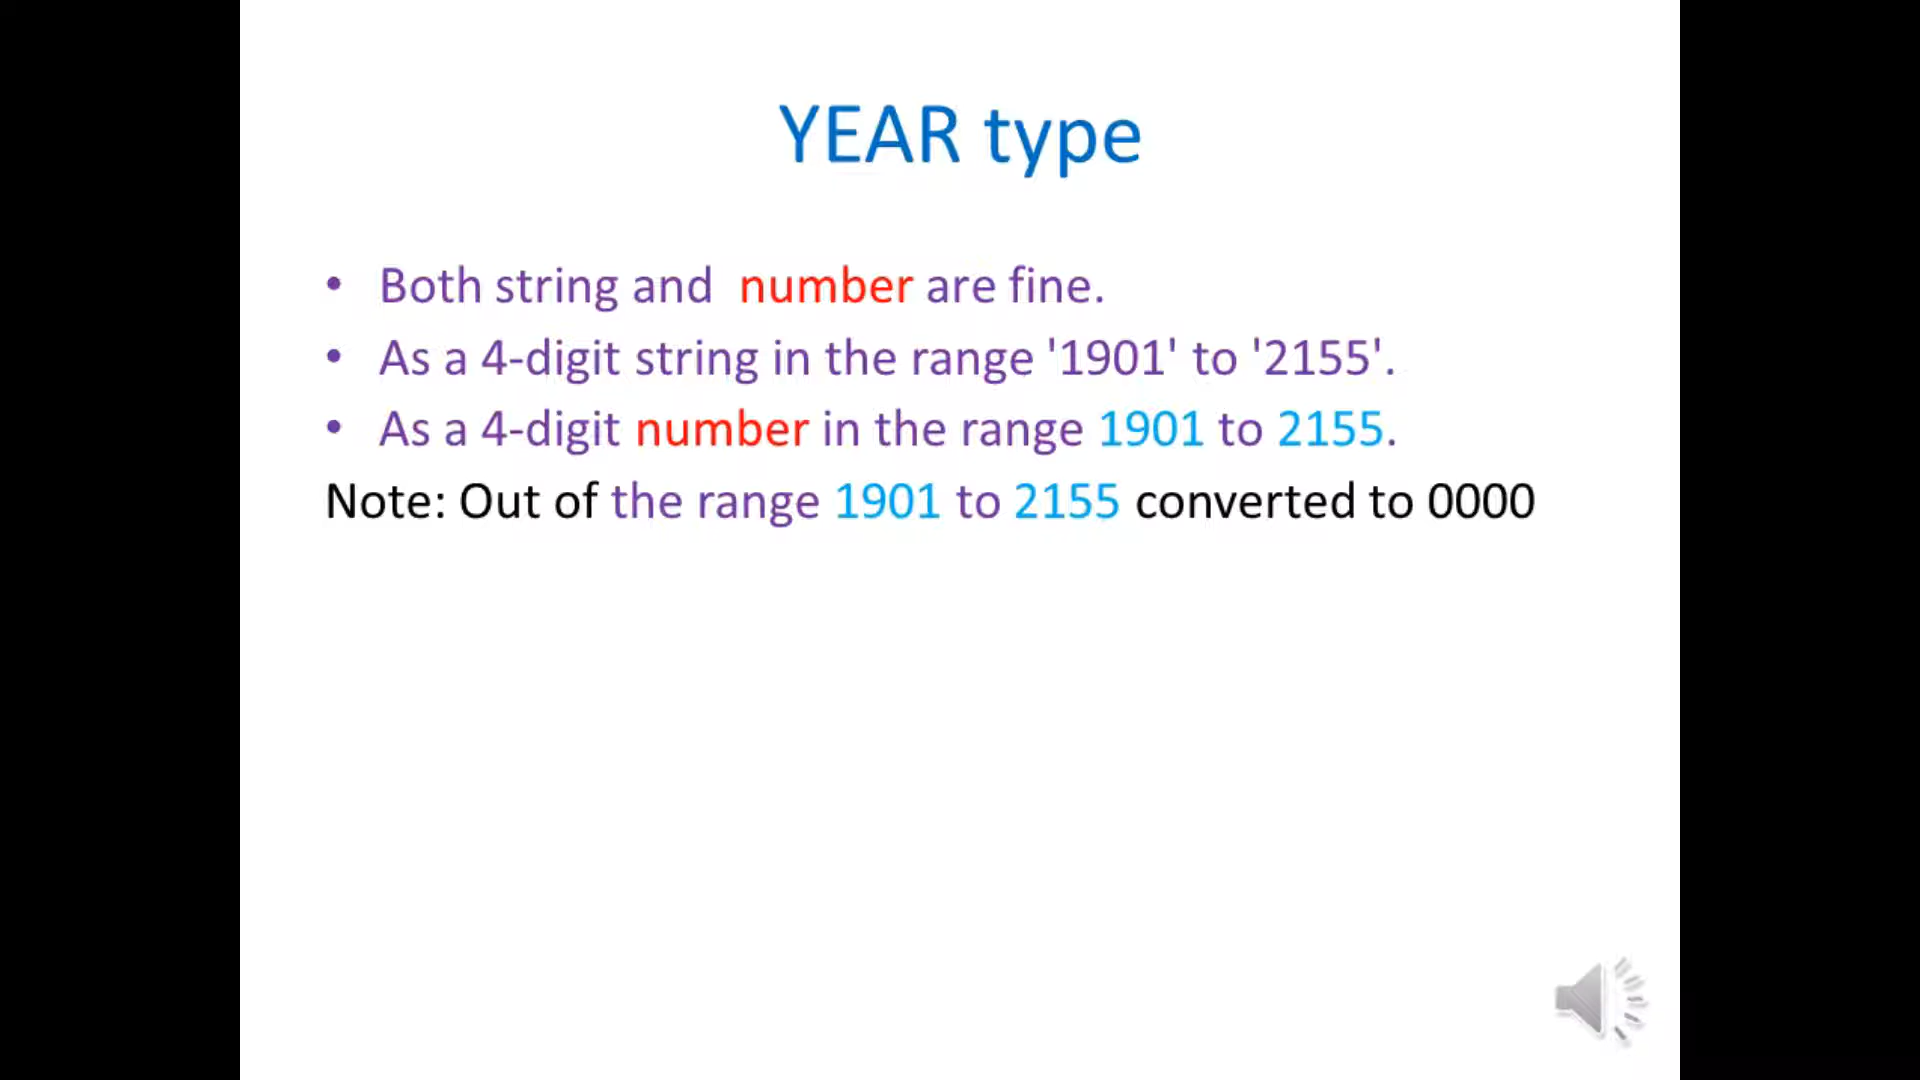 YEAR type
• Both string and  number are fine.
• As a 4-digit string in the range '1901' to '2155'.
• As a 4-digit number in the range 1901 to 2155.
Note: Out of the range 1901 to 2155 converted to 0000